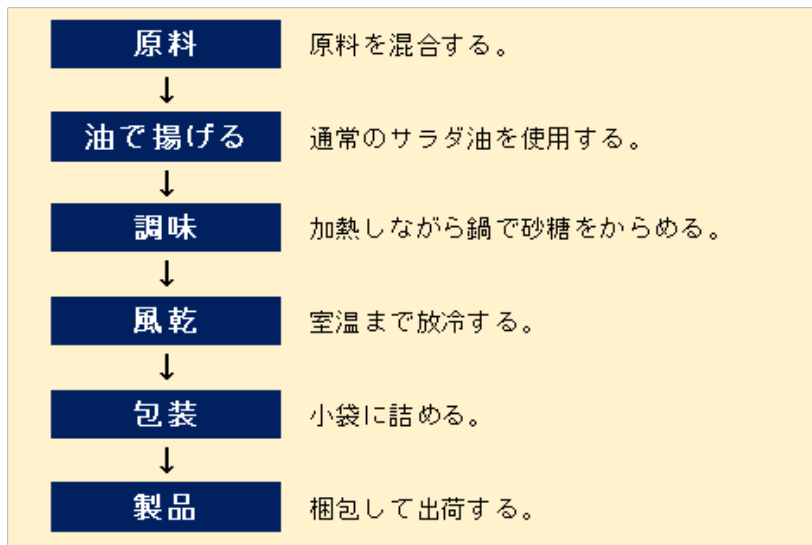 原料 原料を混合する。
↓
油で揚げる 通常のサラダ油を使用する。
↓
調味 加熱しながら鍋で砂糖をからめる。
↓
風乾 室温まで放冷する。
↓
包装 小袋に詰める。
↓
製品 梱包して出荷する。